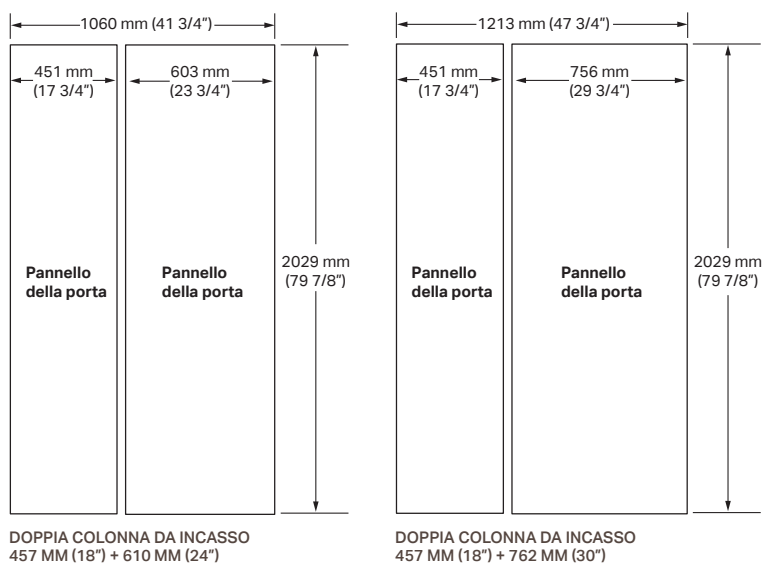 1060 mm (41 3/4")
451 mm
(17 3/4")
603 mm
(23 3/4")
2029 mm
(79 7/8")
Pannello
della porta
Pannello
della porta
DOPPIA COLONNA DA INCASSO
457 MM (18") + 610 MM (24")
1213 mm (47 3/4")
451 mm
(17 3/4")
756 mm
(29 3/4")
2029 mm
(79 7/8")
Pannello
della porta
Pannello
della porta
DOPPIA COLONNA DA INCASSO
457 MM (18") + 762 MM (30")